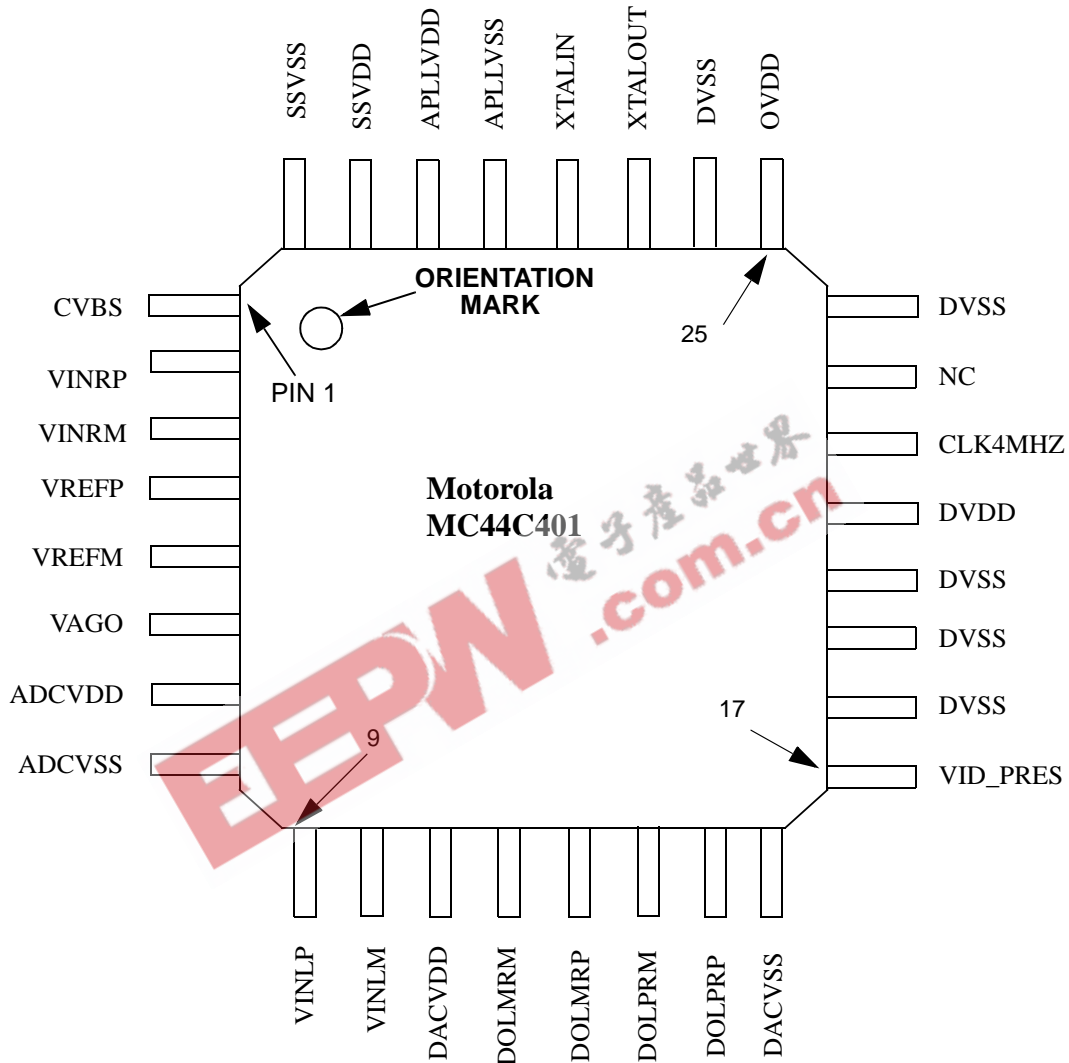 SSVSS
SSVDD
APLLVDD
APLLVSS
XTALIN
XTALOUT
DVSS
OVDD
ORIENTATION
MARK
PIN 1
25
CVBS
VINRP
VINRM
VREFP
VREFM
VAGO
ADCVDD
ADCVSS
Motorola
MC44C401
DVSS
NC
CLK4MHZ
DVDD
DVSS
DVSS
DVSS
VID_PRES
17
9
EEPW
電子產品世界
.com.cn
VINLP
VINLM
DACVDD
DOLMRM
DOLMRP
DOLPRM
DOLPRP
DACVSS